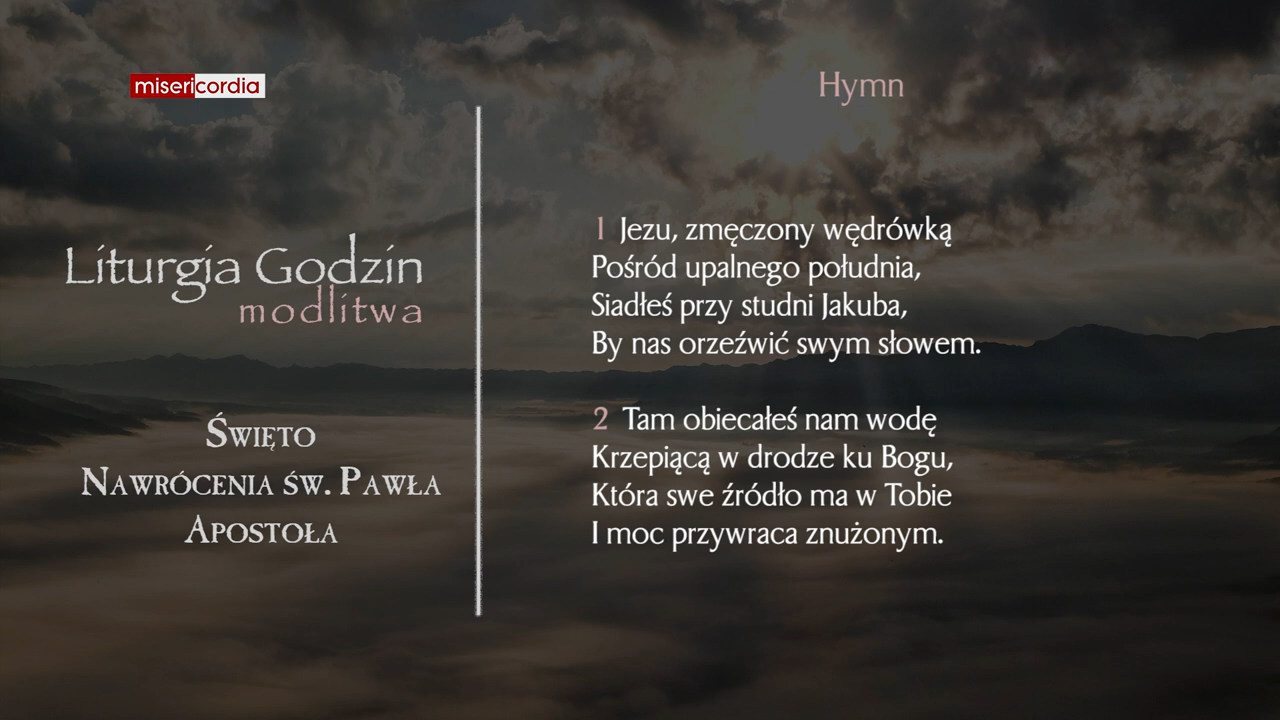 misericordia
Liturgia Godzin
modlitwa
Święto
Nawrócenia św. Pawła
Apostoła
Hymn
1 Jezu, zmęczony wędrówką
Pośród upalnego południa,
Siadłeś przy studni Jakuba,
By nas orzeźwić swym słowem.
2 Tam obiecałeś nam wodę
Krzepiącą w drodze ku Bogu,
Która swe źródło ma w Tobie
I moc przywraca znużonym.